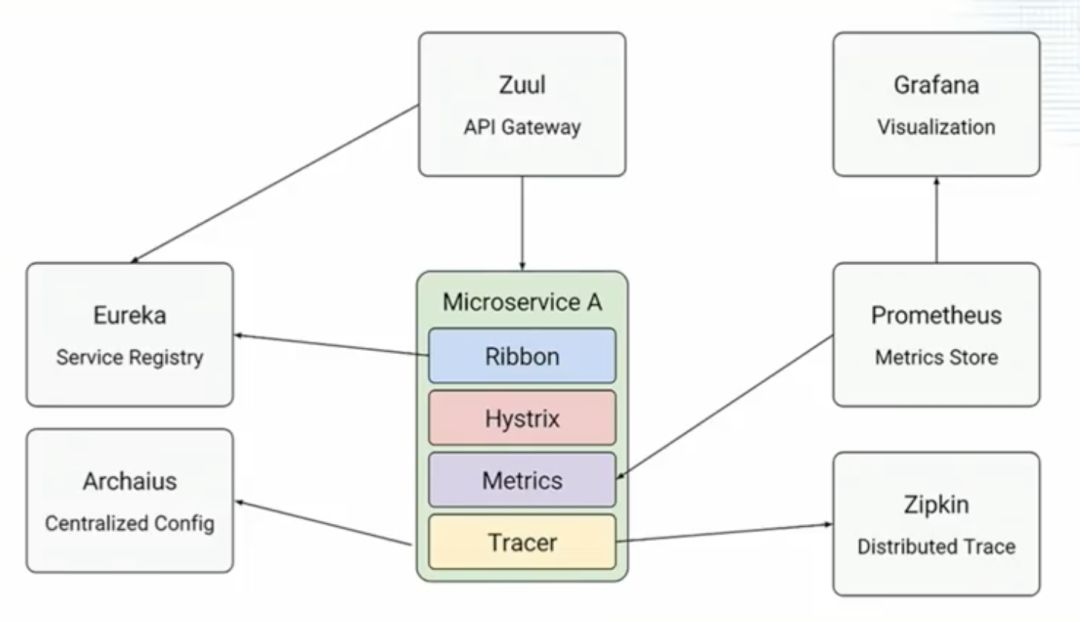 Zuul
API Gateway
Grafana
Visualization
Eureka
Service Registry
Microservice A
Ribbon
Hystrix
Metrics
Tracer
Prometheus
Metrics Store
Archaius
Centralized Config
Zipkin
Distributed Trace